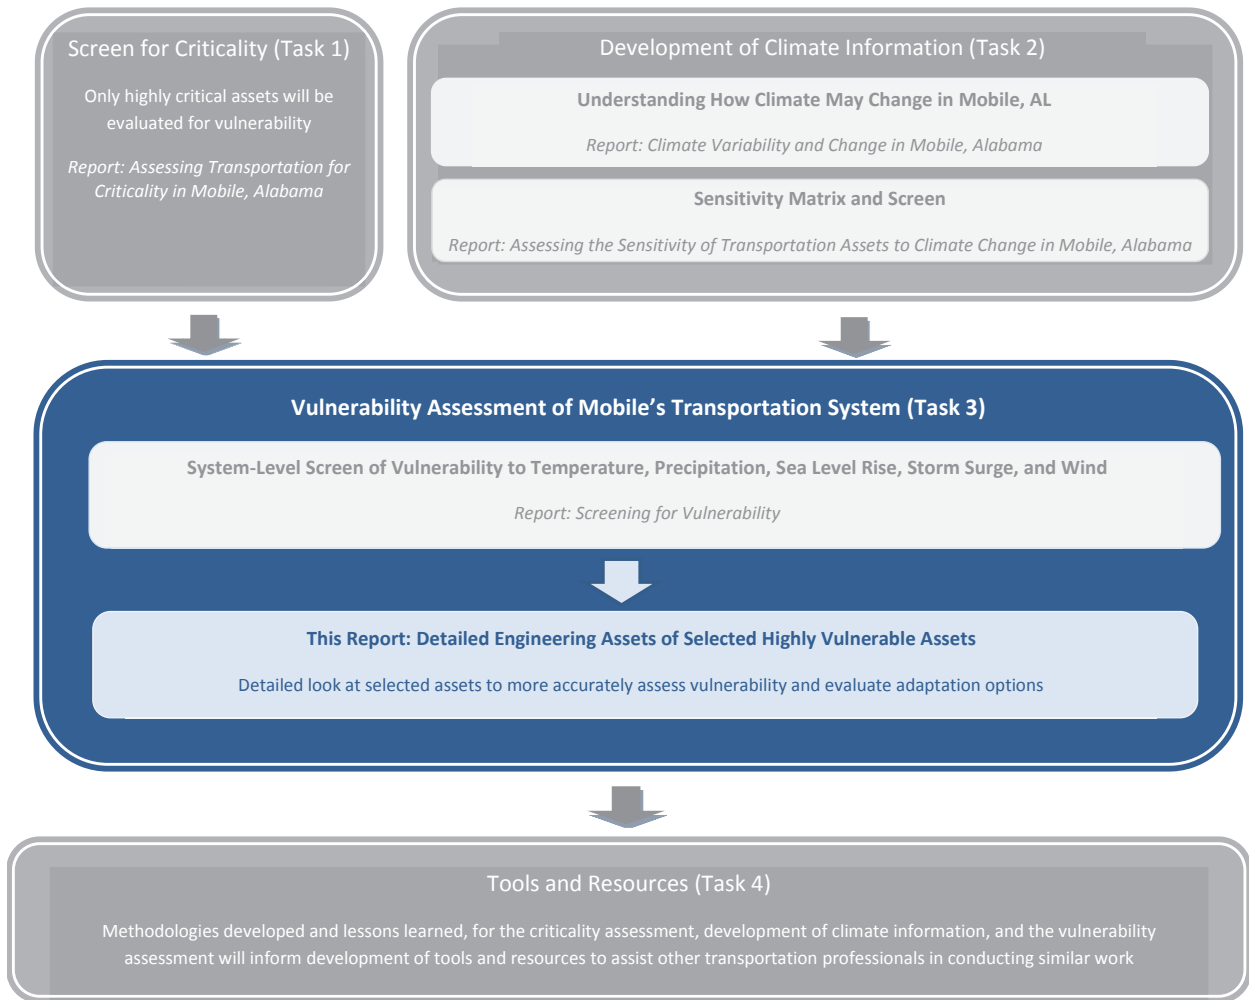 Screen for Criticality (Task 1)
Only highly critical assets will be
evaluated for vulnerability
Report: Assessing Transportation for
Criticality in Mobile, Alabama
Development of Climate Information (Task 2)
Understanding How Climate May Change in Mobile, AL
Report: Climate Variability and Change in Mobile, Alabama
Sensitivity Matrix and Screen
Report: Assessing the Sensitivity of Transportation Assets to Climate Change in Mobile, Alabama
Vulnerability Assessment of Mobile’s Transportation System (Task 3)
System-Level Screen of Vulnerability to Temperature, Precipitation, Sea Level Rise, Storm Surge, and Wind
Report: Screening for Vulnerability
This Report: Detailed Engineering Assets of Selected Highly Vulnerable Assets
Detailed look at selected assets to more accurately assess vulnerability and evaluate adaptation options
Tools and Resources (Task 4)
Methodologies developed and lessons learned, for the criticality assessment, development of climate information, and the vulnerability
assessment will inform development of tools and resources to assist other transportation professionals in conducting similar work